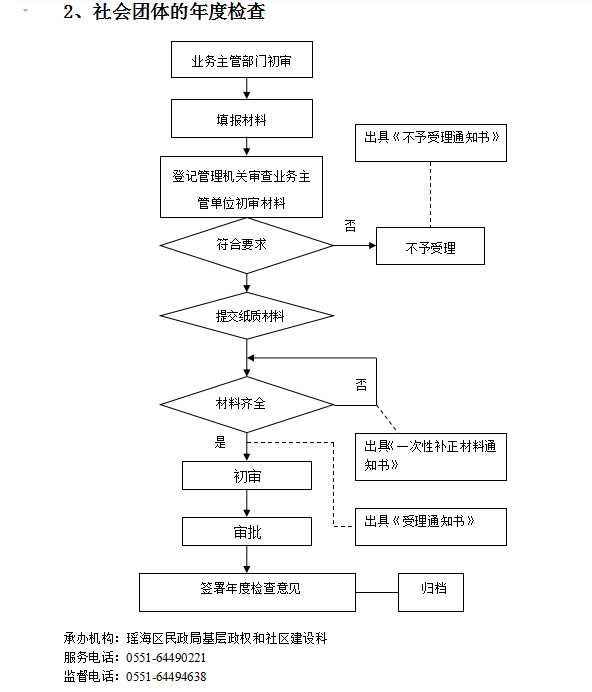 2、社会团体的年度检查
业务主管部门初审
填报材料
出具《不予受理通知书》
登记管理机关审查业务主
管单位初审材料
否
符合要求
不予受理
提交纸质材料
否
材料齐全
是
出具《一次性补正材料通
知书》
初审
出具《受理通知书》
审批
签署年度检查意见
归档
承办机构：瑶海区民政局基层政权和社区建设科
服务电话：0551-64490221
监督电话：0551-64494638